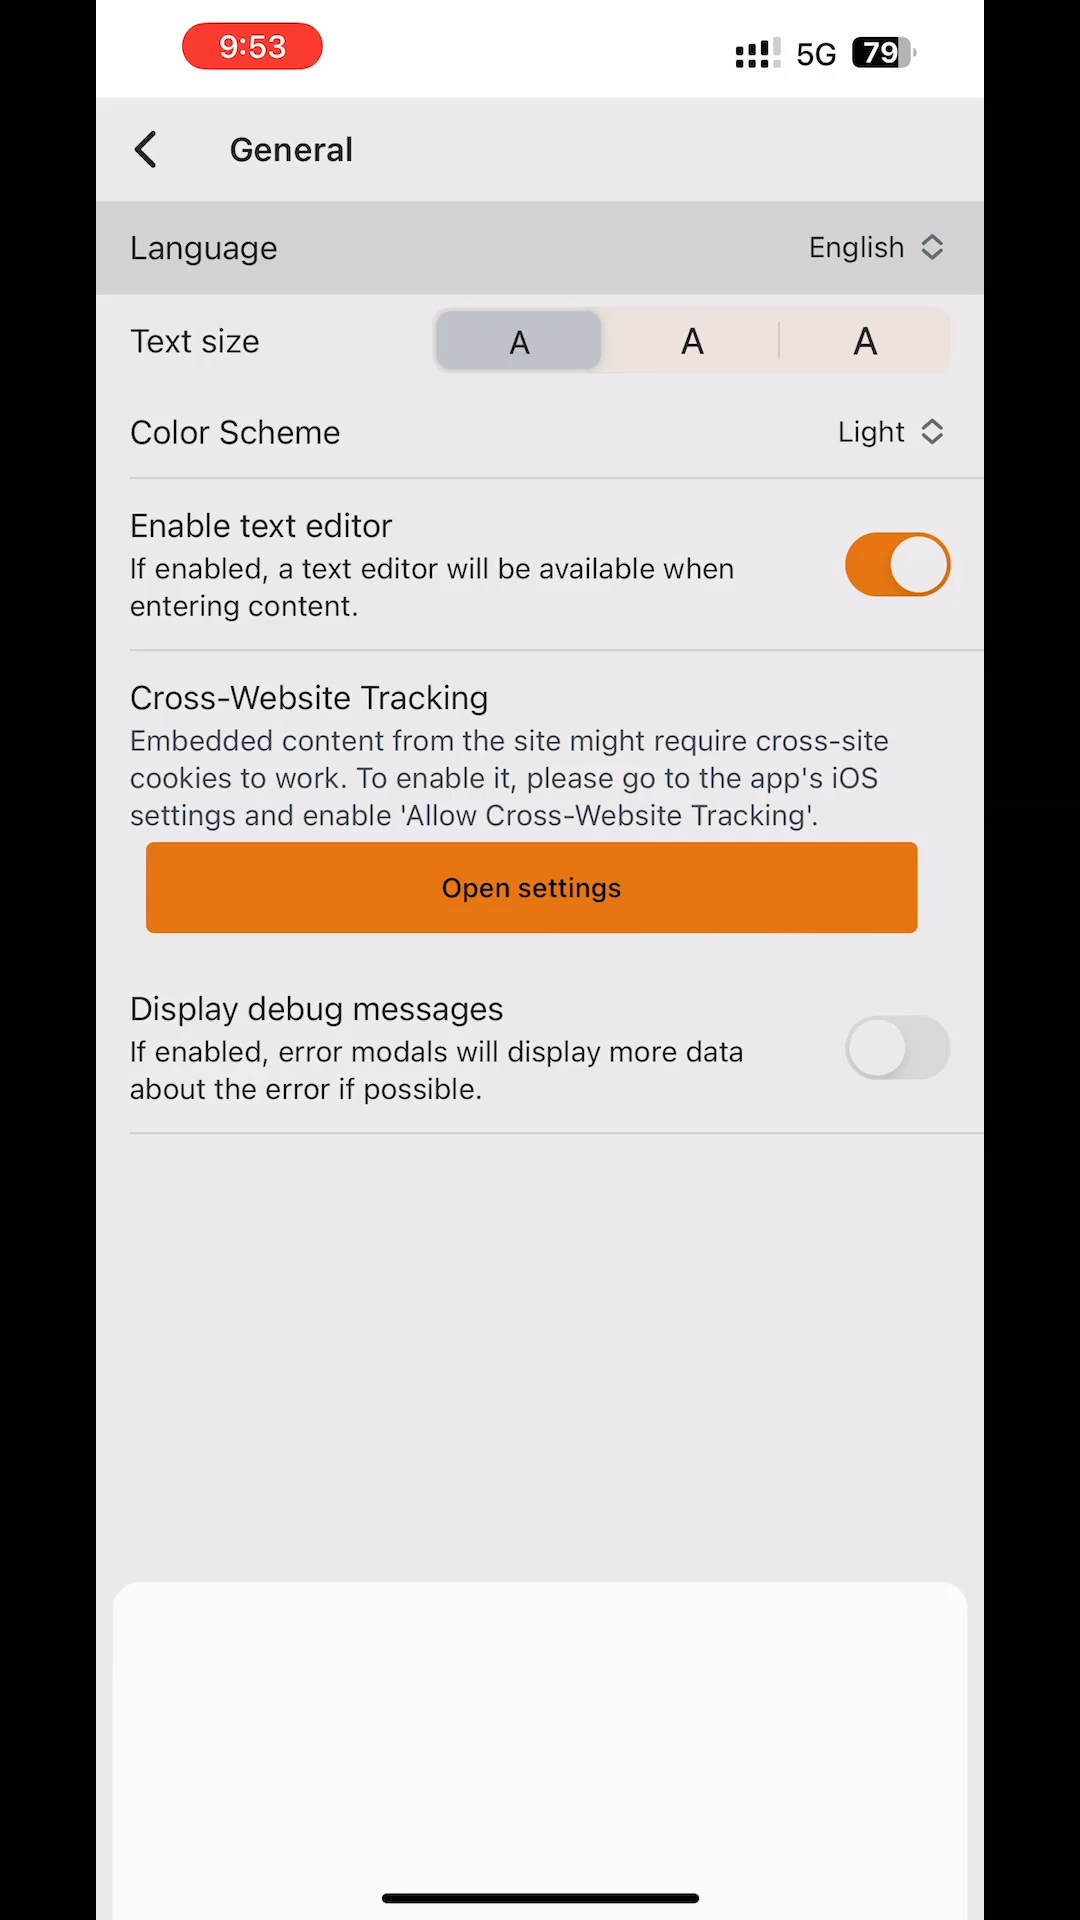 9:53
5G 79
General
Language English
Text size A A A
Color Scheme Light
Enable text editor
If enabled, a text editor will be available when
entering content.
Cross-Website Tracking
Embedded content from the site might require cross-site
cookies to work. To enable it, please go to the app's iOS
settings and enable 'Allow Cross-Website Tracking'.
Open settings
Display debug messages
If enabled, error modals will display more data
about the error if possible.